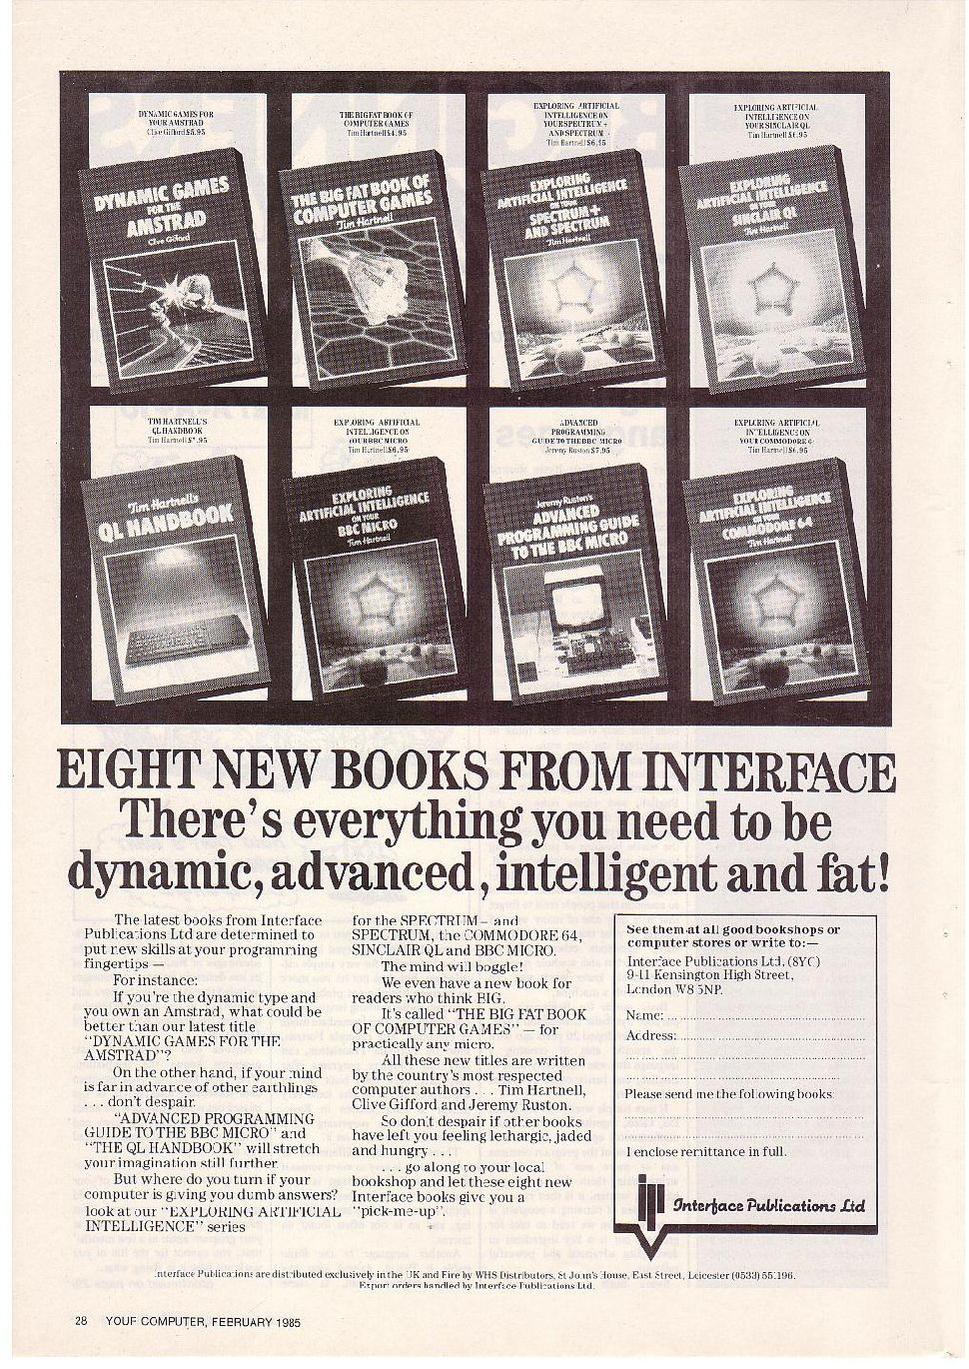 DYNAMIC GAMES FOR
YOUR AMSTRAD
Clive Gifford £5.95
THE BIG FAT BOOK OF
COMPUTER GAMES
Tim Hartnell £4.95
EXPLORING ARTIFICIAL
INTELLIGENCE ON
YOUR SPECTRUM +
AND SPECTRUM
Tim Hartnell
EXPLORING ARTIFICIAL
INTELLIGENCE ON
YOUR SINCLAIR QL
Tim Hartnell £6.95
DYNAMIC GAMES
FOR THE
AMSTRAD
Clive Gifford
THE BIG FAT BOOK OF
COMPUTER GAMES
Tim Hartnell
EXPLORING
ARTIFICIAL INTELLIGENCE
ON YOUR
SPECTRUM+
AND SPECTRUM
Tim Hartnell
EXPLORING
ARTIFICIAL INTELLIGENCE
ON YOUR
SINCLAIR QL
Tim Hartnell
TIM HARTNELL'S
QL HANDBOOK
Tim Hartnell
EXPLORING ARTIFICIAL
INTELLIGENCE ON
YOUR BBC MICRO
Tim Hartnell £6.95
ADVANCED
PROGRAMMING
GUIDE TO THE BBC MICRO
Jeremy Ruston £7.95
EXPLORING ARTIFICIAL
INTELLIGENCE ON
YOUR COMMODORE 64
Tim Hartnell £6.95
Tim Hartnell's
QL HANDBOOK
EXPLORING
ARTIFICIAL INTELLIGENCE
ON YOUR
BBC MICRO
Tim Hartnell
Jeremy Ruston's
ADVANCED
PROGRAMMING GUIDE
TO THE BBC MICRO
EXPLORING
ARTIFICIAL INTELLIGENCE
ON YOUR
COMMODORE 64
Tim Hartnell
EIGHT NEW BOOKS FROM INTERFACE
There's everything you need to be
dynamic, advanced, intelligent and fat!
The latest books from Interface
Publications Ltd are determined to
put new skills at your programming
fingertips —
For instance:
If you're the dynamic type and
you own an Amstrad, what could be
better than our latest title
"DYNAMIC GAMES FOR THE
AMSTRAD"?
On the other hand, if your mind
is far in advance of other earthlings
. . . don't despair.
"ADVANCED PROGRAMMING
GUIDE TO THE BBC MICRO" and
"THE QL HANDBOOK" will stretch
your imagination still further.
But where do you turn if your
computer is giving you dumb answers?
look at our "EXPLORING ARTIFICIAL
INTELLIGENCE" series
for the SPECTRUM + and
SPECTRUM, the COMMODORE 64,
SINCLAIR QL and BBC MICRO.
The mind will boggle!
We even have a new book for
readers who think BIG.
It's called "THE BIG FAT BOOK
OF COMPUTER GAMES" — for
practically any micro.
All these new titles are written
by the country's most respected
computer authors . . . Tim Hartnell,
Clive Gifford and Jeremy Ruston.
So don't despair if other books
have left you feeling lethargic, jaded
and hungry . . .
. . . go along to your local
bookshop and let these eight new
Interface books give you a
"pick-me-up".
See them at all good bookshops or
computer stores or write to:—
Interface Publications Ltd. (8YC)
9-11 Kensington High Street,
London W8 5NP.
Name:
Address:
Please send me the following books
I enclose remittance in full.
Interface Publications Ltd
Interface Publications are distributed exclusively in the UK and Eire by WHS Distributors, St John's House, East Street, Leicester (0533) 551196.
Export orders handled by Interface Publications Ltd.
28 YOUR COMPUTER, FEBRUARY 1985